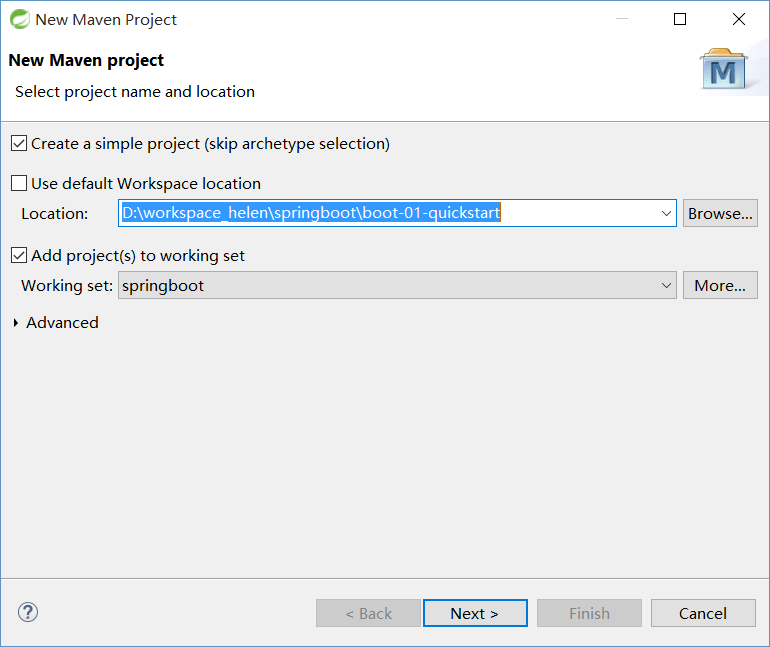 New Maven Project
New Maven project
Select project name and location
M
Create a simple project (skip archetype selection)
Use default Workspace location
Location: D:\workspace_helen\springboot\boot-01-quickstart Browse...
Add project(s) to working set
Working set: springboot More...
Advanced
? < Back Next > Finish Cancel